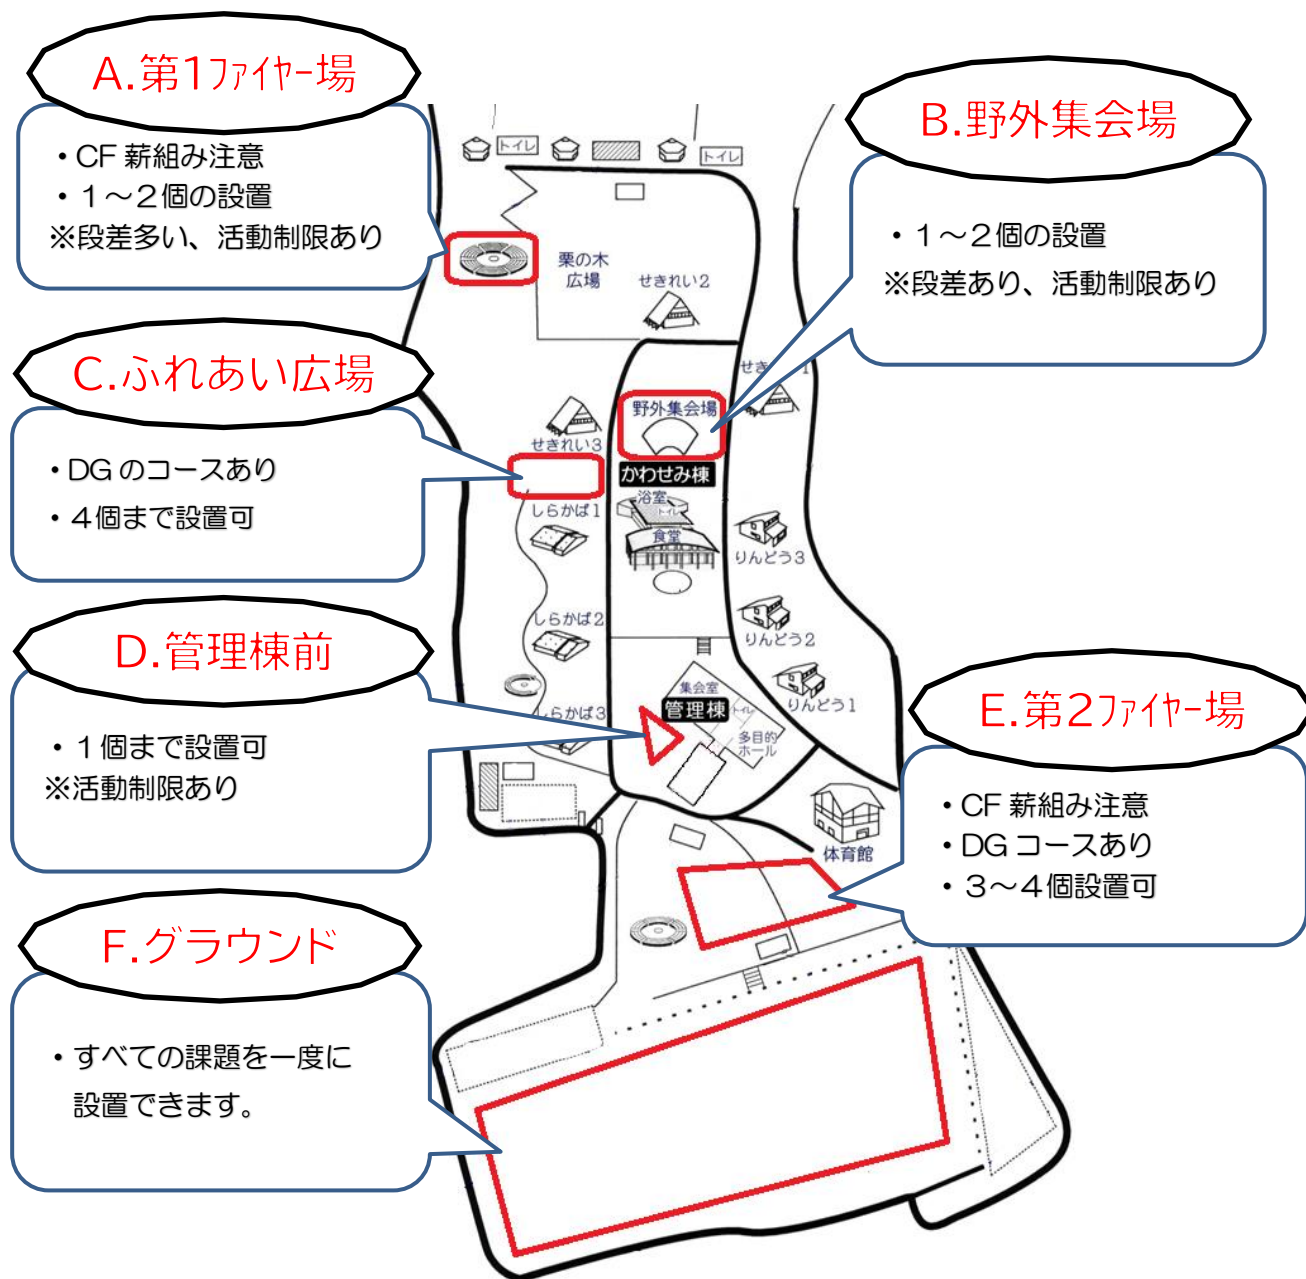 A.第1ファイヤー場
・CF 薪組み注意
・１～２個の設置
※段差多い、活動制限あり
B.野外集会場
・１～２個の設置
※段差あり、活動制限あり
C.ふれあい広場
・DG のコースあり
・４個まで設置可
D.管理棟前
・１個まで設置可
※活動制限あり
E.第2ファイヤー場
・CF 薪組み注意
・DG コースあり
・３～４個設置可
F.グラウンド
・すべての課題を一度に
設置できます。
トイレ
トイレ
栗の木
広場
せきれい２
せき
1
野外集会場
せきれい３
かわせみ棟
浴室
トイレ
食堂
しらかば１
りんどう３
しらかば２
りんどう２
集会室
管理棟
トイレ
りんどう１
しらかば３
多目的
ホール
体育館